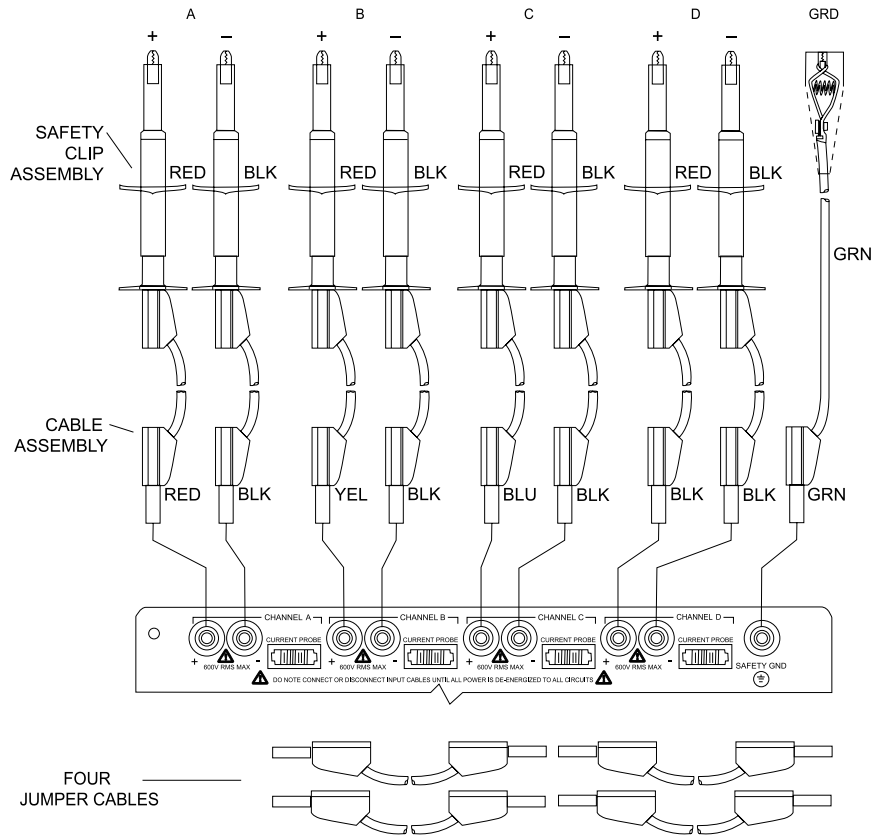 A B C D GRD
+ − + − + − + −
SAFETY
CLIP
ASSEMBLY
RED BLK RED BLK RED BLK RED BLK
GRN
CABLE
ASSEMBLY
RED BLK YEL BLK BLU BLK BLK BLK GRN
CHANNEL A CHANNEL B CHANNEL C CHANNEL D
CURRENT PROBE CURRENT PROBE CURRENT PROBE CURRENT PROBE
+ - + - + - + - SAFETY GND
600V RMS MAX 600V RMS MAX 600V RMS MAX 600V RMS MAX
DO NOTE CONNECT OR DISCONNECT INPUT CABLES UNTIL ALL POWER IS DE-ENERGIZED TO ALL CIRCUITS
FOUR
JUMPER CABLES